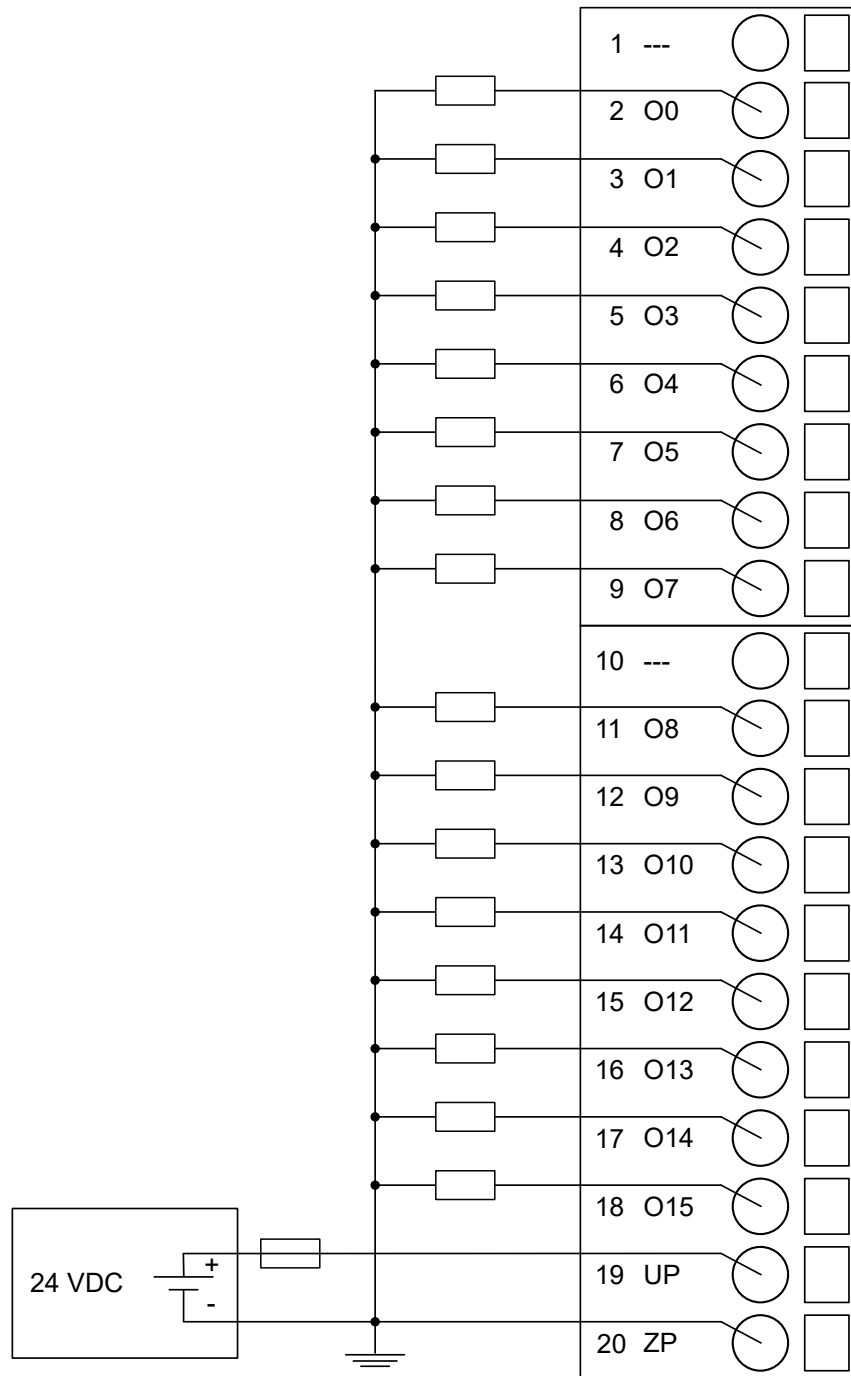 1 ---
2 O0
3 O1
4 O2
5 O3
6 O4
7 O5
8 O6
9 O7
10 ---
11 O8
12 O9
13 O10
14 O11
15 O12
16 O13
17 O14
18 O15
24 VDC
+
-
19 UP
20 ZP